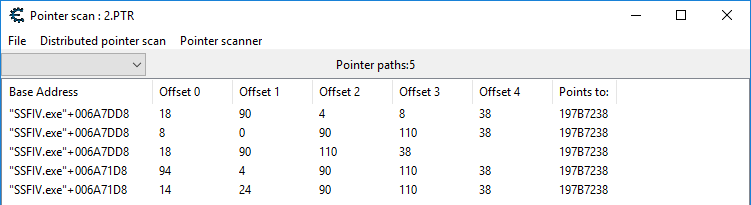 Pointer scan : 2.PTR
File Distributed pointer scan Pointer scanner
Pointer paths:5
Base Address Offset 0 Offset 1 Offset 2 Offset 3 Offset 4 Points to:
"SSFIV.exe"+006A7DD8 18 90 4 8 38 197B7238
"SSFIV.exe"+006A7DD8 8 0 90 110 38 197B7238
"SSFIV.exe"+006A7DD8 18 90 110 38 197B7238
"SSFIV.exe"+006A71D8 94 4 90 110 38 197B7238
"SSFIV.exe"+006A71D8 14 24 90 110 38 197B7238